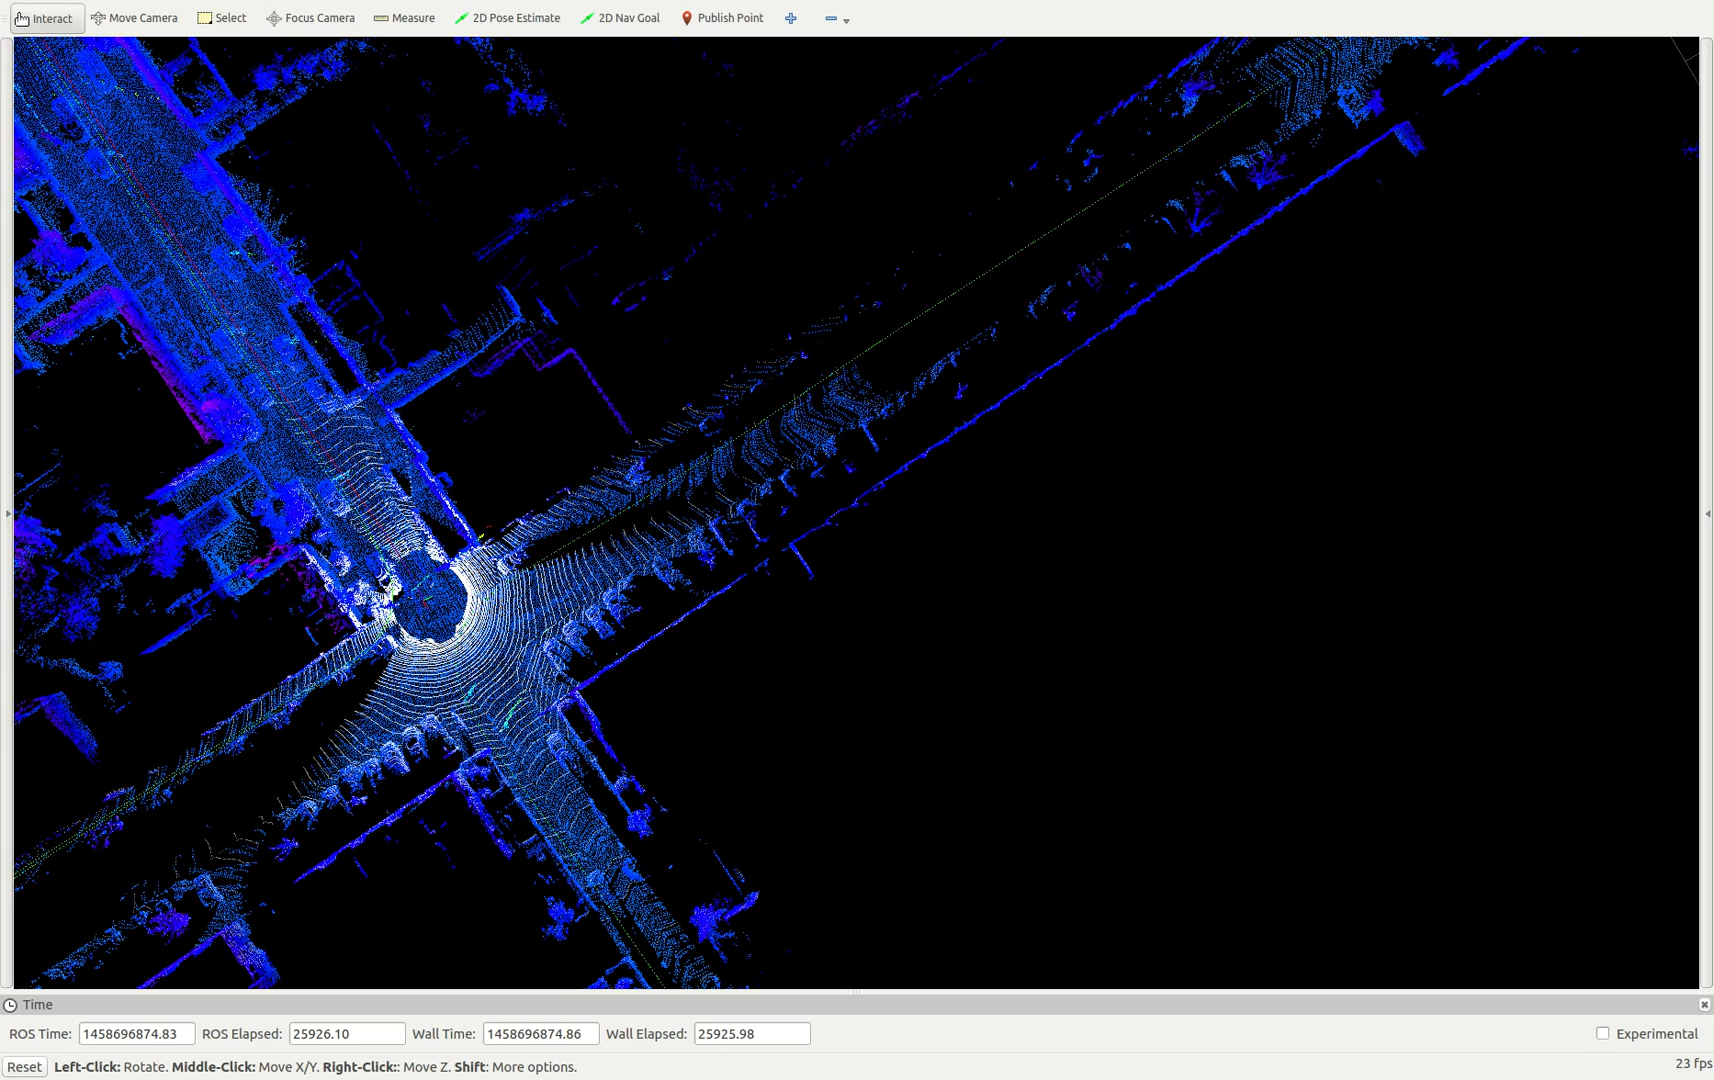 Interact Move Camera Select Focus Camera Measure 2D Pose Estimate 2D Nav Goal Publish Point
Time
ROS Time: 1458696874.83 ROS Elapsed: 25926.10 Wall Time: 1458696874.86 Wall Elapsed: 25925.98 Experimental
Reset Left-Click: Rotate. Middle-Click: Move X/Y. Right-Click:: Move Z. Shift: More options. 23 fps